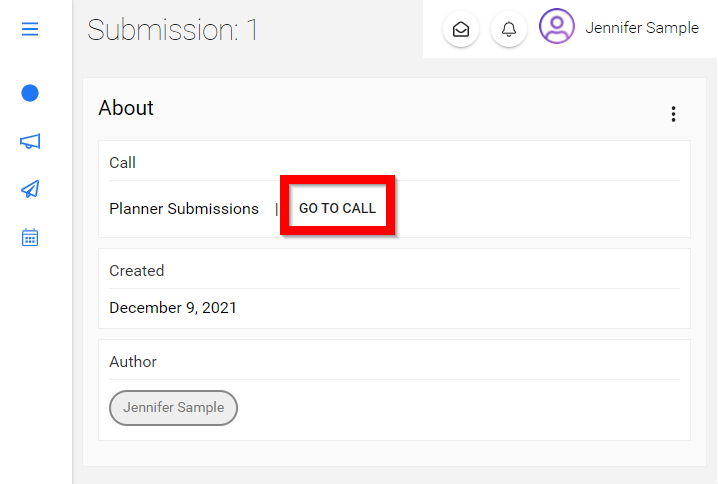 Submission: 1
Jennifer Sample
About
Call
Planner Submissions | GO TO CALL
Created
December 9, 2021
Author
Jennifer Sample